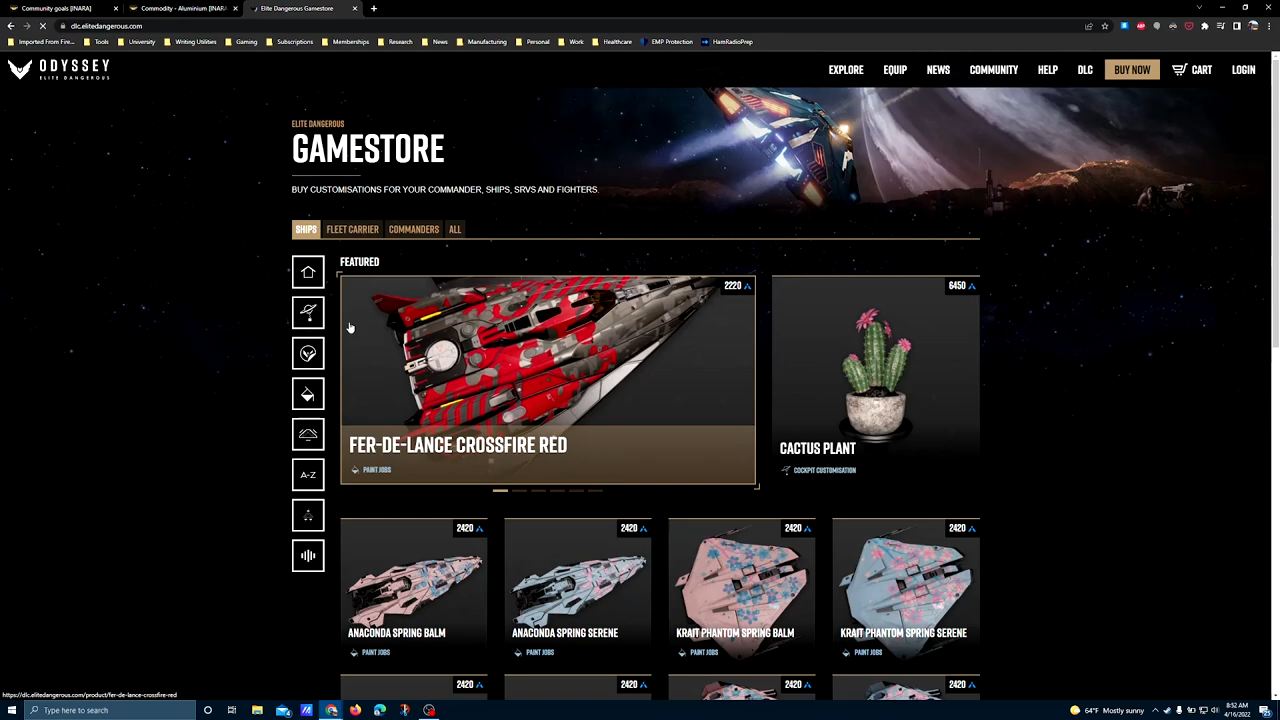 Community goals [INARA]
Commodity - Aluminium [INARA]
Elite Dangerous Gamestore
dlc.elitedangerous.com
Imported From Fire...
Tools
University
Writing Utilities
Gaming
Subscriptions
Memberships
Research
News
Manufacturing
Personal
Work
Healthcare
EMP Protection
HamRadioPrep
ODYSSEY
ELITE DANGEROUS
EXPLORE
EQUIP
NEWS
COMMUNITY
HELP
DLC
BUY NOW
CART
LOGIN
ELITE DANGEROUS
GAMESTORE
BUY CUSTOMISATIONS FOR YOUR COMMANDER, SHIPS, SRVS AND FIGHTERS.
SHIPS
FLEET CARRIER
COMMANDERS
ALL
FEATURED
2220
FER-DE-LANCE CROSSFIRE RED
PAINT JOBS
6450
CACTUS PLANT
COCKPIT CUSTOMISATION
A-Z
2420
ANACONDA SPRING BALM
PAINT JOBS
2420
ANACONDA SPRING SERENE
PAINT JOBS
2420
KRAIT PHANTOM SPRING BALM
PAINT JOBS
2420
KRAIT PHANTOM SPRING SERENE
PAINT JOBS
2420
2420
2420
2420
https://dlc.elitedangerous.com/product/fer-de-lance-crossfire-red
Type here to search
64°F Mostly sunny
8:52 AM
4/16/2022